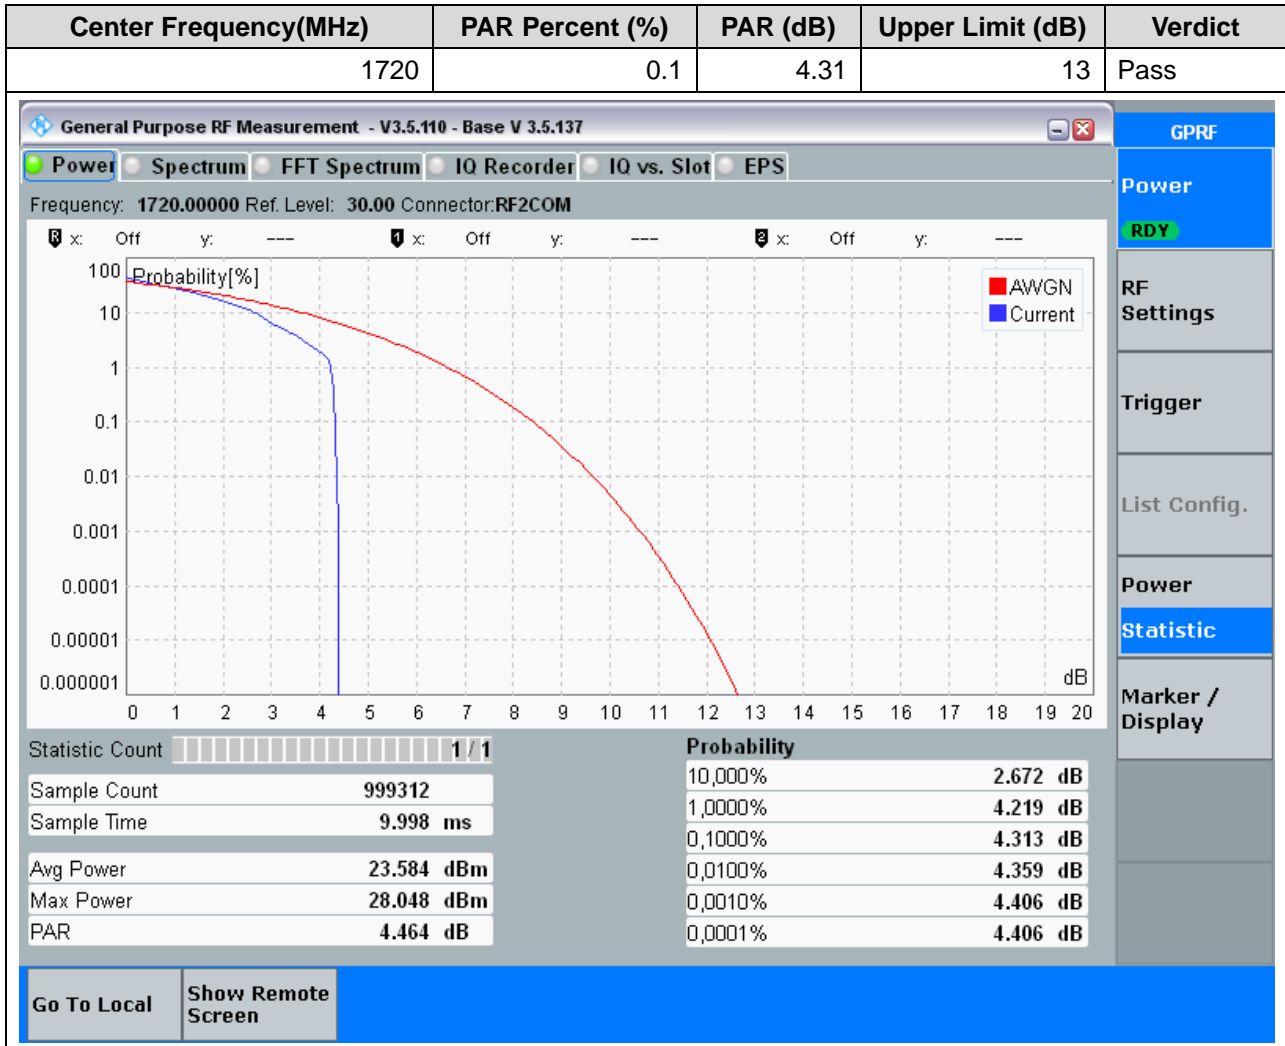 Center Frequency(MHz) PAR Percent (%) PAR (dB) Upper Limit (dB) Verdict
1720 0.1 4.31 13 Pass
General Purpose RF Measurement - V3.5.110 - Base V 3.5.137
GPRF
Power Spectrum FFT Spectrum IQ Recorder IQ vs. Slot EPS
Frequency: 1720.00000 Ref. Level: 30.00 Connector:RF2COM
R x: Off y: --- 1 x: Off y: --- 2 x: Off y: ---
Probability[%]
100
10
1
0.1
0.01
0.001
0.0001
0.00001
0.000001
AWGN
Current
dB
0 1 2 3 4 5 6 7 8 9 10 11 12 13 14 15 16 17 18 19 20
Statistic Count 1 / 1
Sample Count 999312
Sample Time 9.998 ms
Avg Power 23.584 dBm
Max Power 28.048 dBm
PAR 4.464 dB
Probability
10,000% 2.672 dB
1,0000% 4.219 dB
0,1000% 4.313 dB
0,0100% 4.359 dB
0,0010% 4.406 dB
0,0001% 4.406 dB
Power
RDY
RF
Settings
Trigger
List Config.
Power
Statistic
Marker /
Display
Go To Local
Show Remote
Screen